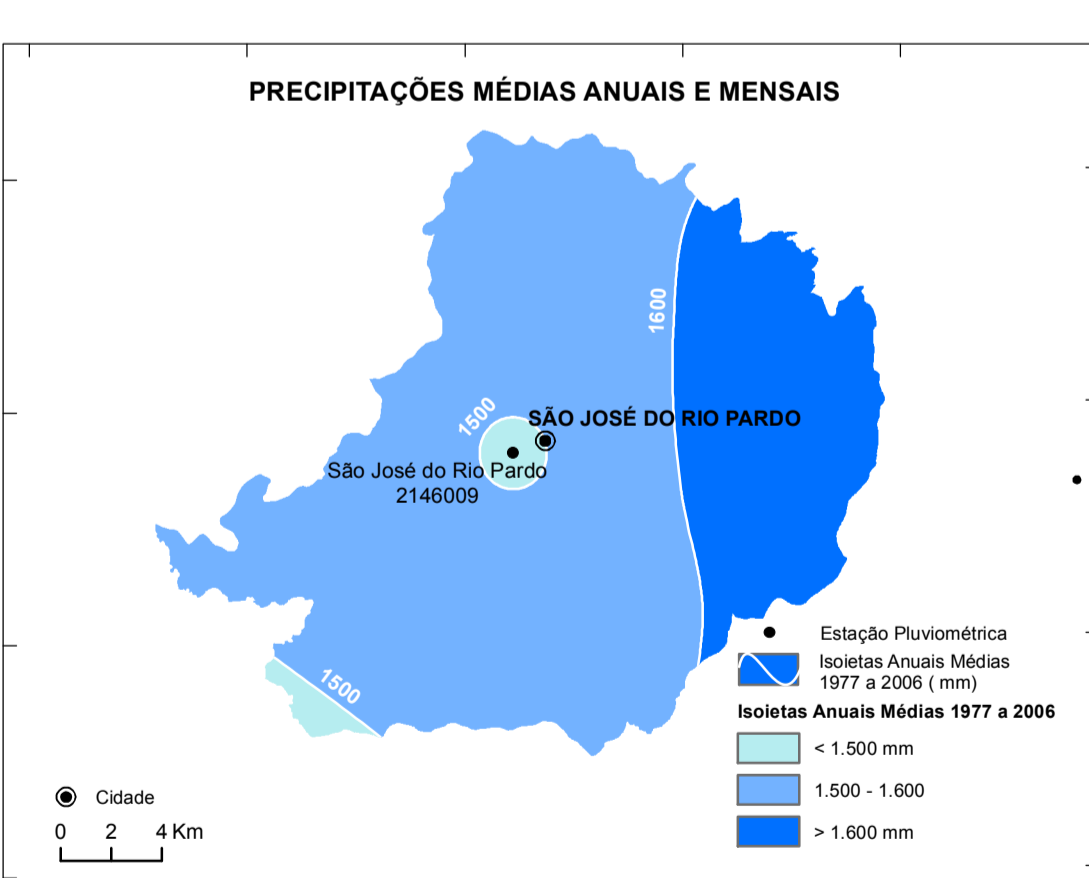 PRECIPITAÇÕES MÉDIAS ANUAIS E MENSAIS
1600
1500
SÃO JOSÉ DO RIO PARDO
São José do Rio Pardo
2146009
1500
Estação Pluviométrica
Isoietas Anuais Médias
1977 a 2006 ( mm)
Isoietas Anuais Médias 1977 a 2006
< 1.500 mm
1.500 - 1.600
> 1.600 mm
Cidade
0 2 4 Km